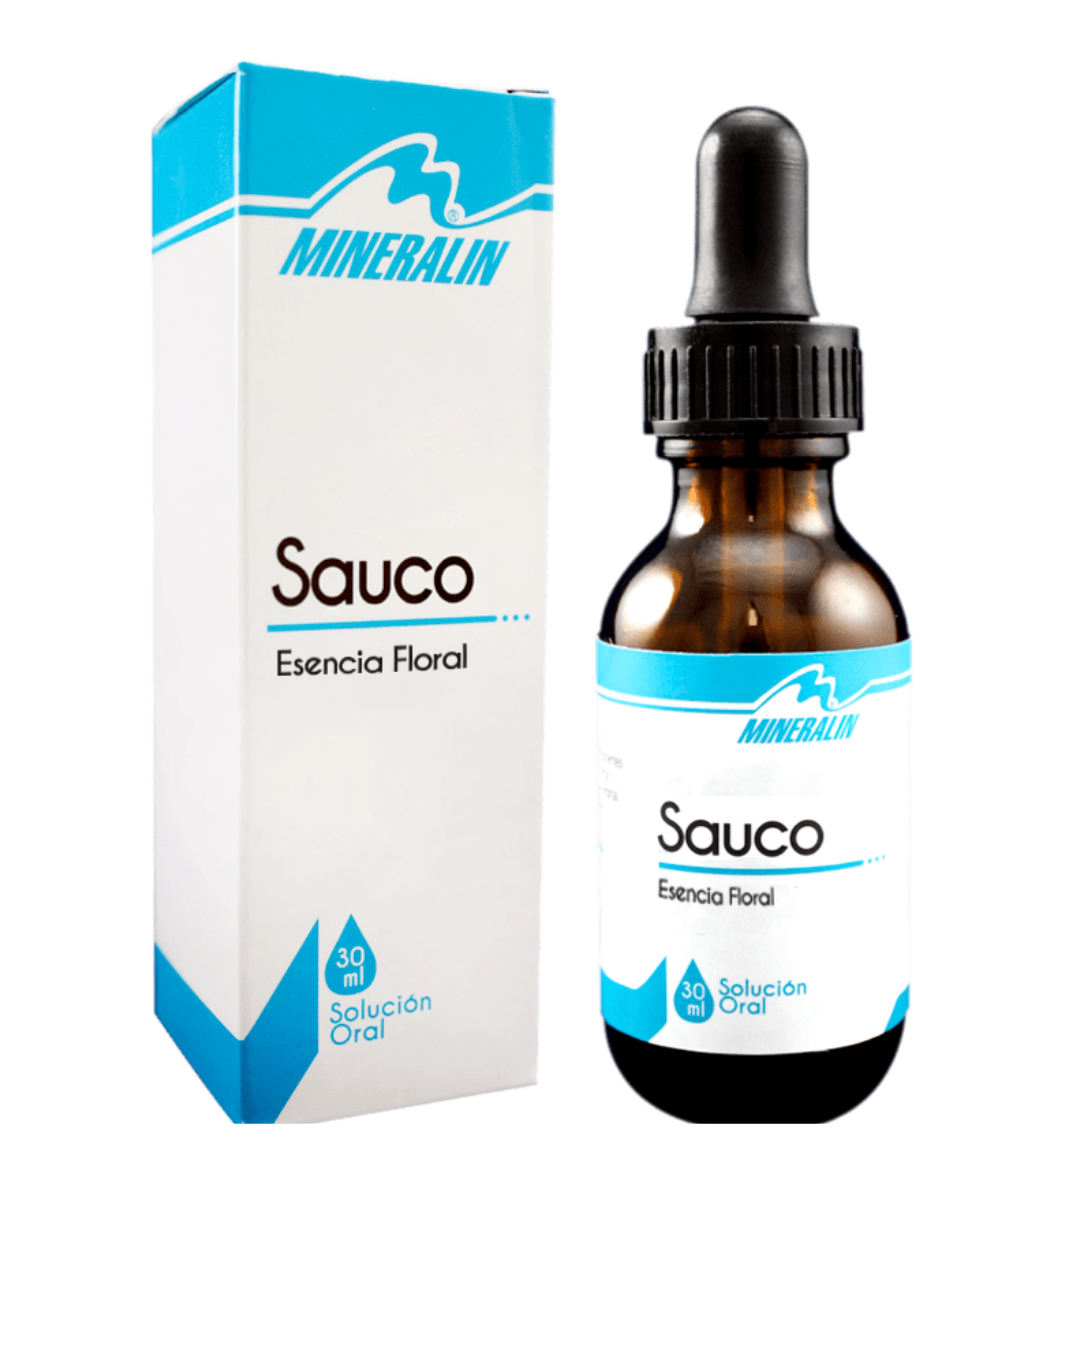 MINERALIN
Sauco
Esencia Floral
30
ml
Solución
Oral
MINERALIN
Sauco
Esencia Floral
30
ml
Solución
Oral